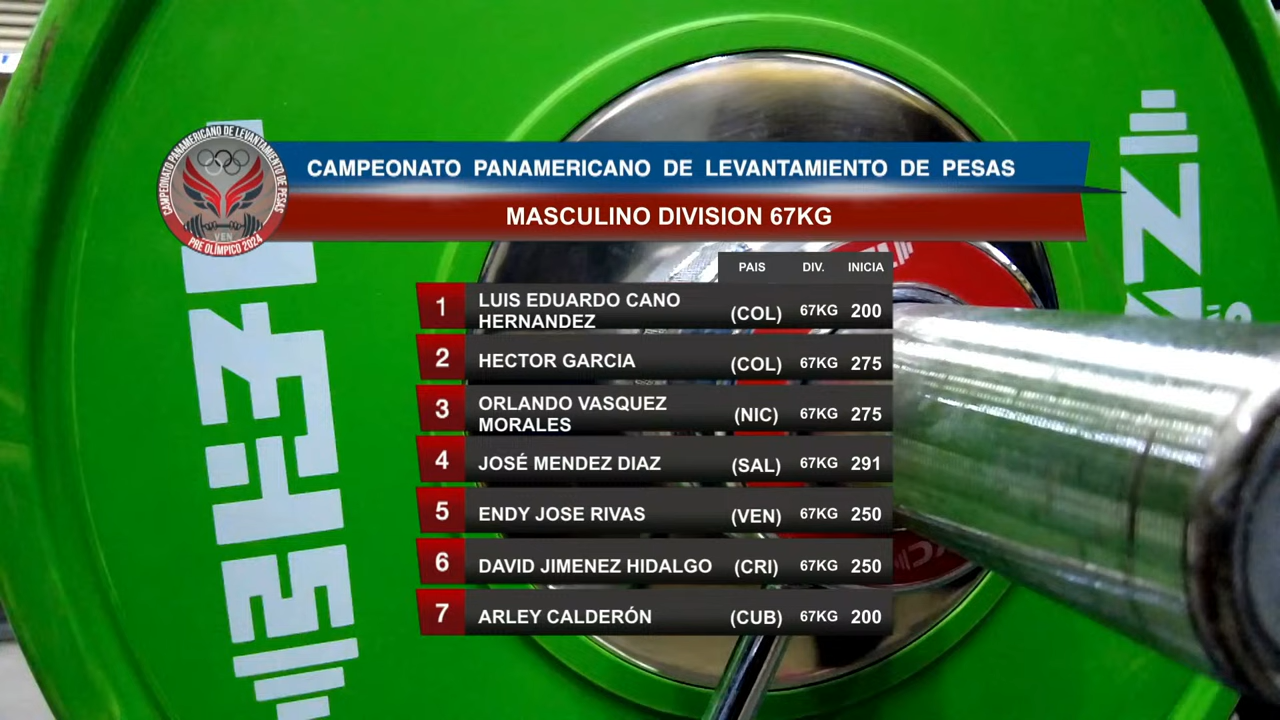 CAMPEONATO PANAMERICANO DE LEVANTAMIENTO DE PESAS
MASCULINO DIVISION 67KG
CAMPEONATO PANAMERICANO DE LEVANTAMIENTO DE PESAS
VEN
PRE OLÍMPICO 2024
PAIS DIV. INICIA
1 LUIS EDUARDO CANO HERNANDEZ (COL) 67KG 200
2 HECTOR GARCIA (COL) 67KG 275
3 ORLANDO VASQUEZ MORALES (NIC) 67KG 275
4 JOSÉ MENDEZ DIAZ (SAL) 67KG 291
5 ENDY JOSE RIVAS (VEN) 67KG 250
6 DAVID JIMENEZ HIDALGO (CRI) 67KG 250
7 ARLEY CALDERÓN (CUB) 67KG 200